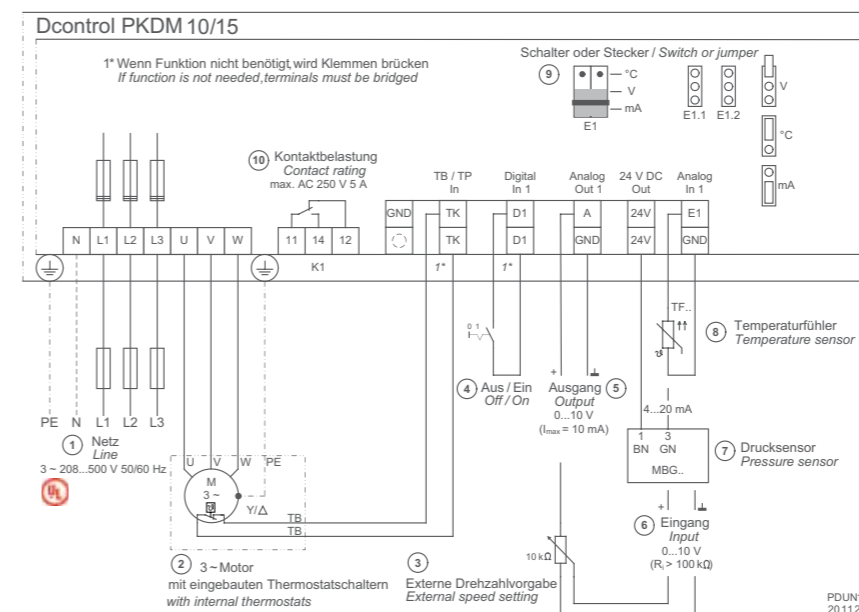 Dcontrol PKDM 10/15
1* Wenn Funktion nicht benötigt,wird Klemmen brücken
If function is not needed,terminals must be bridged
Schalter oder Stecker / Switch or jumper
9
°C
V
mA
E1
E1.1
E1.2
V
°C
mA
10 Kontaktbelastung
Contact rating
max. AC 250 V 5 A
TB / TP
In
Digital
In 1
Analog
Out 1
24 V DC
Out
Analog
In 1
GND TK D1 A 24V E1
N L1 L2 L3 U V W 11 14 12 TK D1 GND 24V GND
K1 1* 1*
TF..
ϑ
8 Temperaturfühler
Temperature sensor
0 1
4 Aus / Ein
Off / On
+
Ausgang 5
Output
0...10 V
(Imax = 10 mA)
4...20 mA
1 3
BN GN
MBG..
7 Drucksensor
Pressure sensor
PE N L1 L2 L3
1 Netz
Line
3 ~ 208...500 V 50/60 Hz
UL
U V W PE
M
3 ~
Y/Δ
TB
TB
+
6 Eingang
Input
0...10 V
(Ri > 100 kΩ)
10 kΩ
2 3 ~ Motor
mit eingebauten Thermostatschaltern
with internal thermostats
3
Externe Drehzahlvorgabe
External speed setting